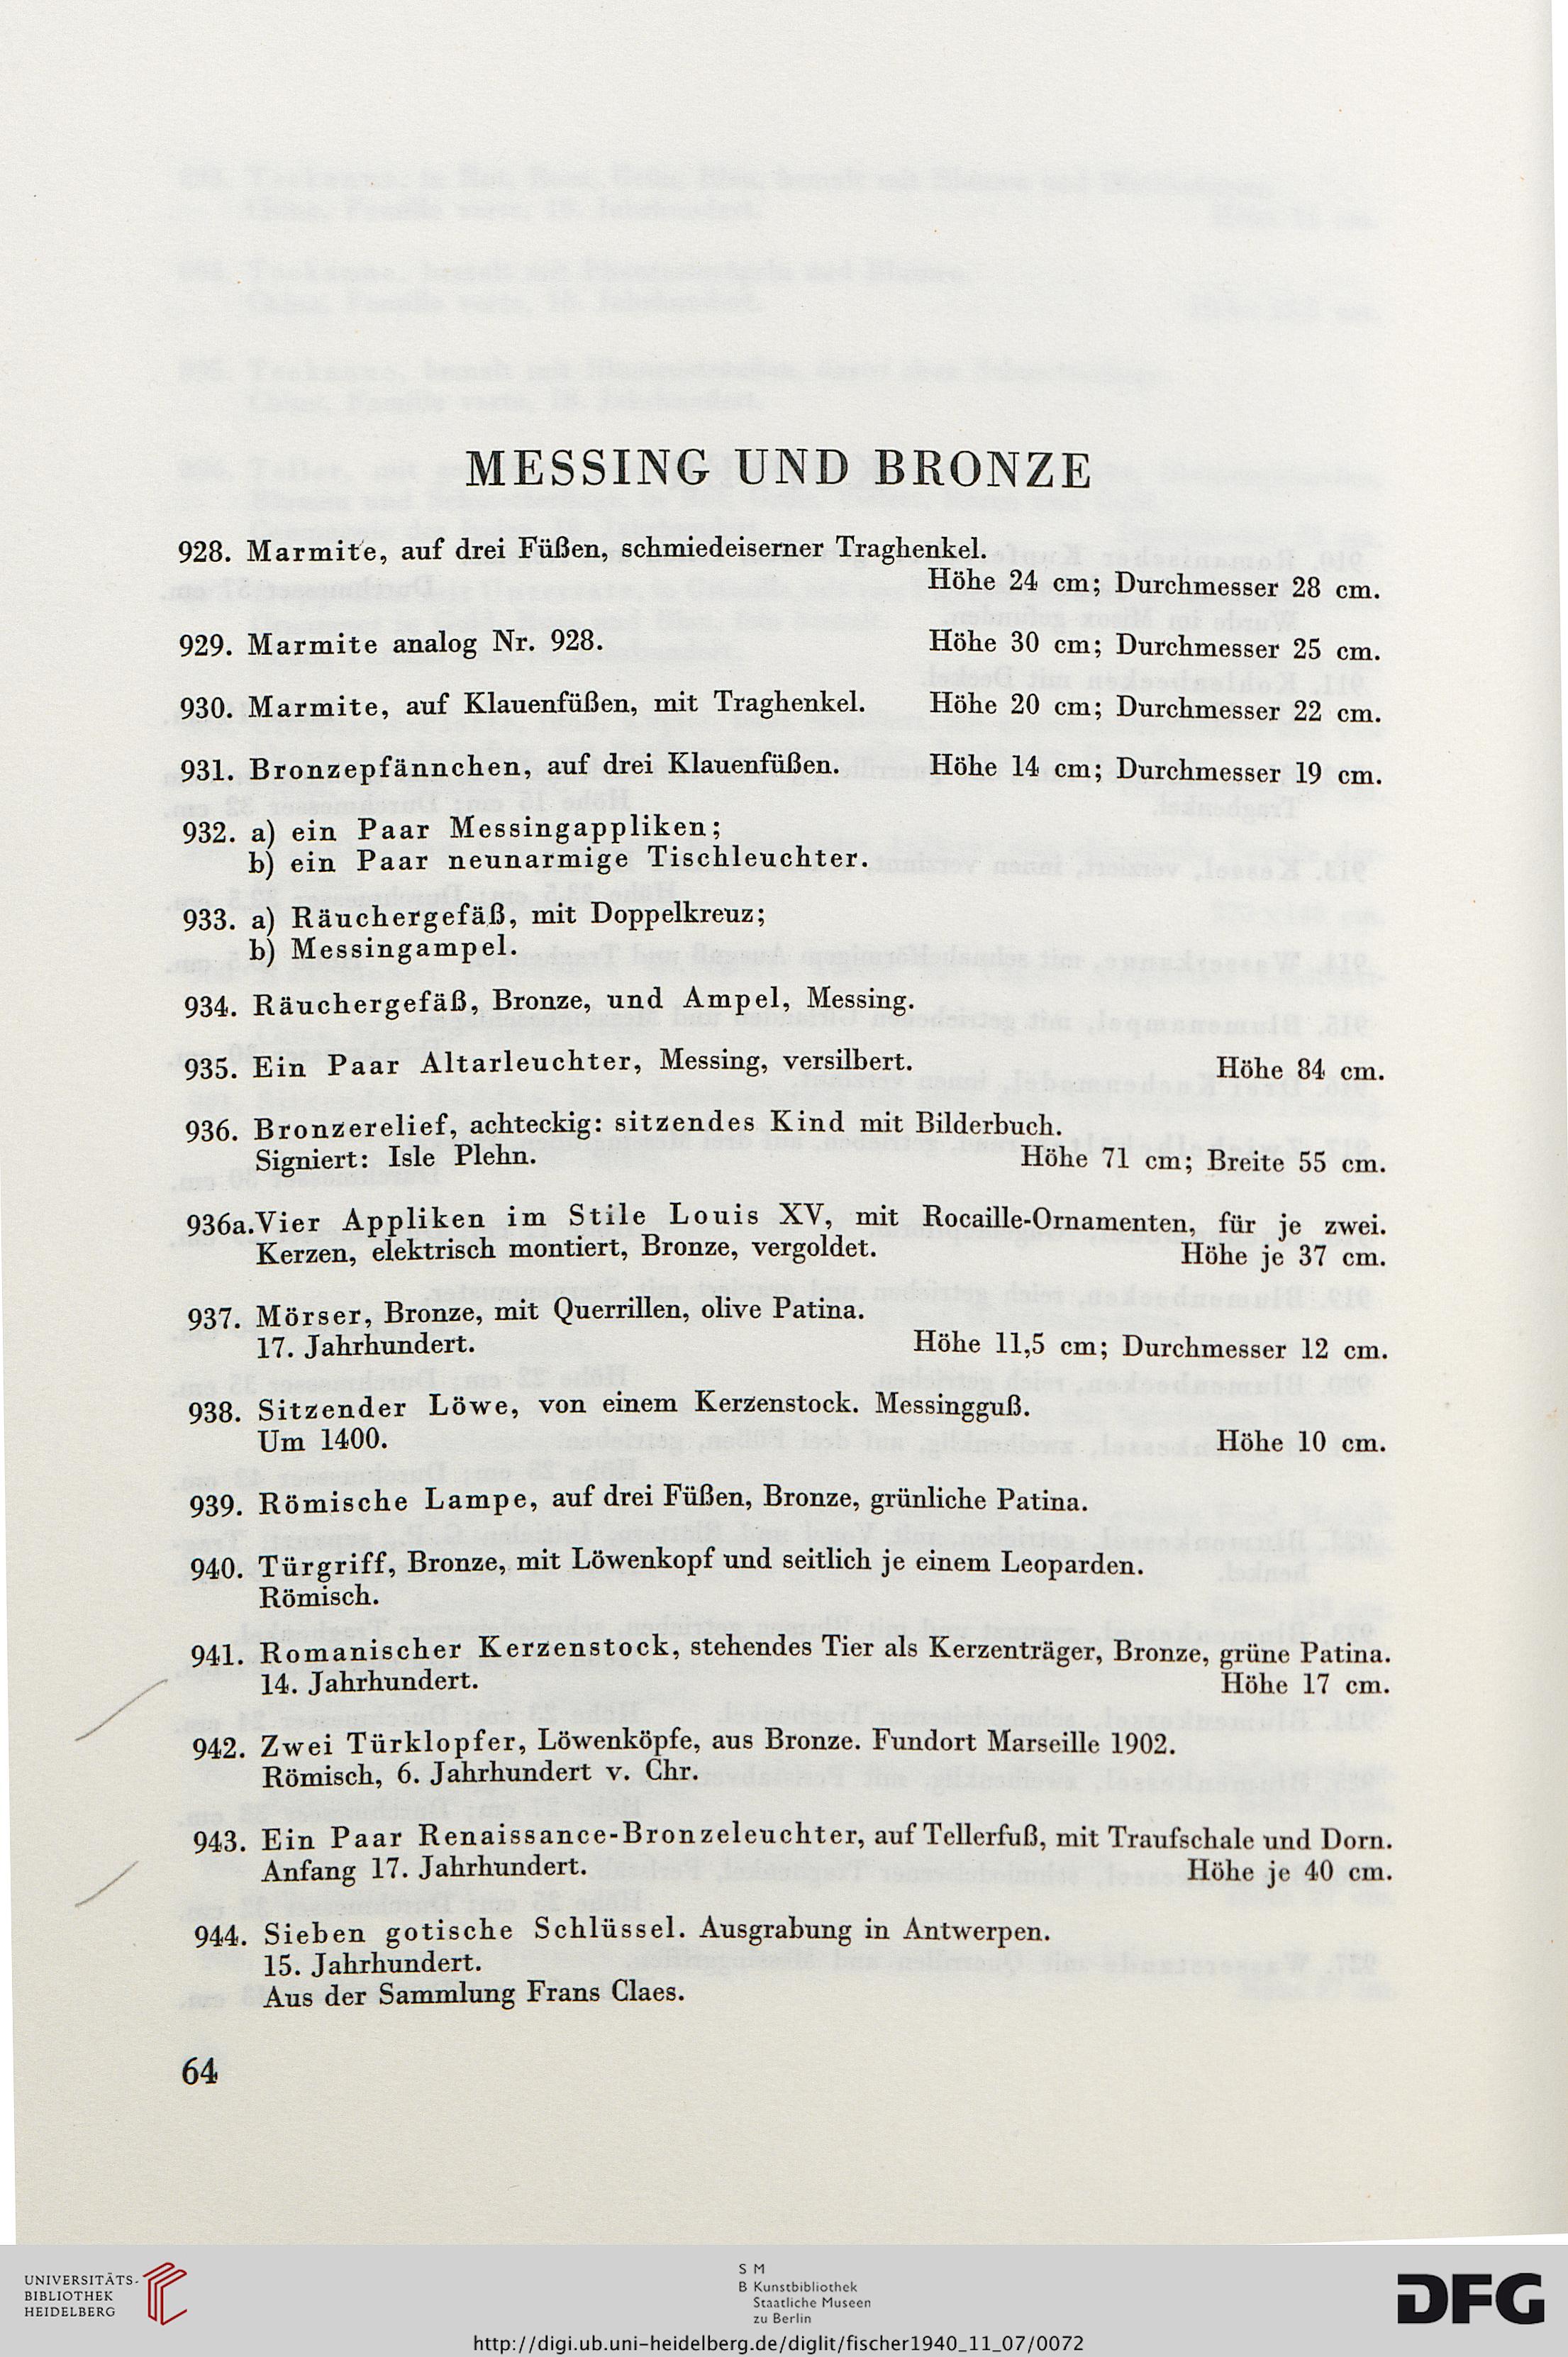 MESSING UND BRONZE
928. Marmite, auf drei Füßen, schmiedeiserner Traghenkel.
Höhe 24 cm; Durchmesser 28 cm.
929. Marmite analog Nr. 928. Höhe 30 cm; Durchmesser 25 cm.
930. Marmite, auf Klauenfüßen, mit Traghenkel. Höhe 20 cm; Durchmesser 22 cm.
931. Bronzepfännchen, auf drei Klauenfüßen. Höhe 14 cm; Durchmesser 19 cm.
932. a) ein Paar Messingappliken;
b) ein Paar neunarmige Tischleuchter.
933. a) Räuchergefäß, mit Doppelkreuz;
b) Messingampel.
934. Räuchergefäß, Bronze, und Ampel, Messing.
935. Ein Paar Altarleuchter, Messing, versilbert. Höhe 84 cm.
936. Bronzerelief, achteckig: sitzendes Kind mit Bilderbuch.
Signiert: Isle Plehn. Höhe 71 cm; Breite 55 cm.
936a. Vier Appliken im Stile Louis XV, mit Rocaille-Ornamenten, für je zwei.
Kerzen, elektrisch montiert, Bronze, vergoldet. Höhe je 37 cm.
937. Mörser, Bronze, mit Querrillen, olive Patina.
17. Jahrhundert. Höhe 11,5 cm; Durchmesser 12 cm.
938. Sitzender Löwe, von einem Kerzenstock. Messingguß.
Um 1400. Höhe 10 cm.
939. Römische Lampe, auf drei Füßen, Bronze, grünliche Patina.
940. Türgriff, Bronze, mit Löwenkopf und seitlich je einem Leoparden.
Römisch.
941. Romanischer Kerzenstock, stehendes Tier als Kerzenträger, Bronze, grüne Patina.
14. Jahrhundert. Höhe 17 cm.
942. Zwei Türklopfer, Löwenköpfe, aus Bronze. Fundort Marseille 1902.
Römisch, 6. Jahrhundert v. Chr.
943. Ein Paar Renaissance-Bronzeleuchter, auf Tellerfuß, mit Traufschale und Dorn.
Anfang 17. Jahrhundert. Höhe je 40 cm.
944. Sieben gotische Schlüssel. Ausgrabung in Antwerpen.
15. Jahrhundert.
Aus der Sammlung Frans Claes.
64
UNIVERSITÄTS-
BIBLIOTHEK
HEIDELBERG
S M
B Kunstbibliothek
Staatliche Museen
zu Berlin
DFG
http://digi.ub.uni-heidelberg.de/diglit/fischer1940_11_07/0072